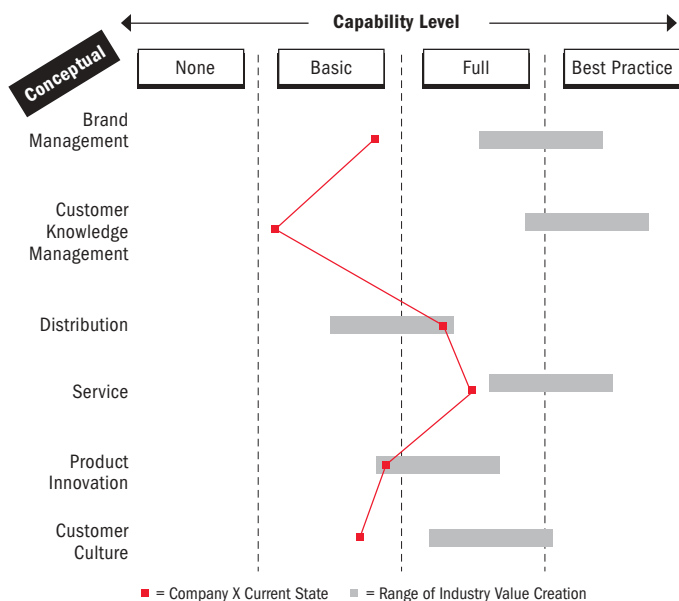 Capability Level
Conceptual
None
Basic
Full
Best Practice
Brand
Management
Customer
Knowledge
Management
Distribution
Service
Product
Innovation
Customer
Culture
= Company X Current State
= Range of Industry Value Creation